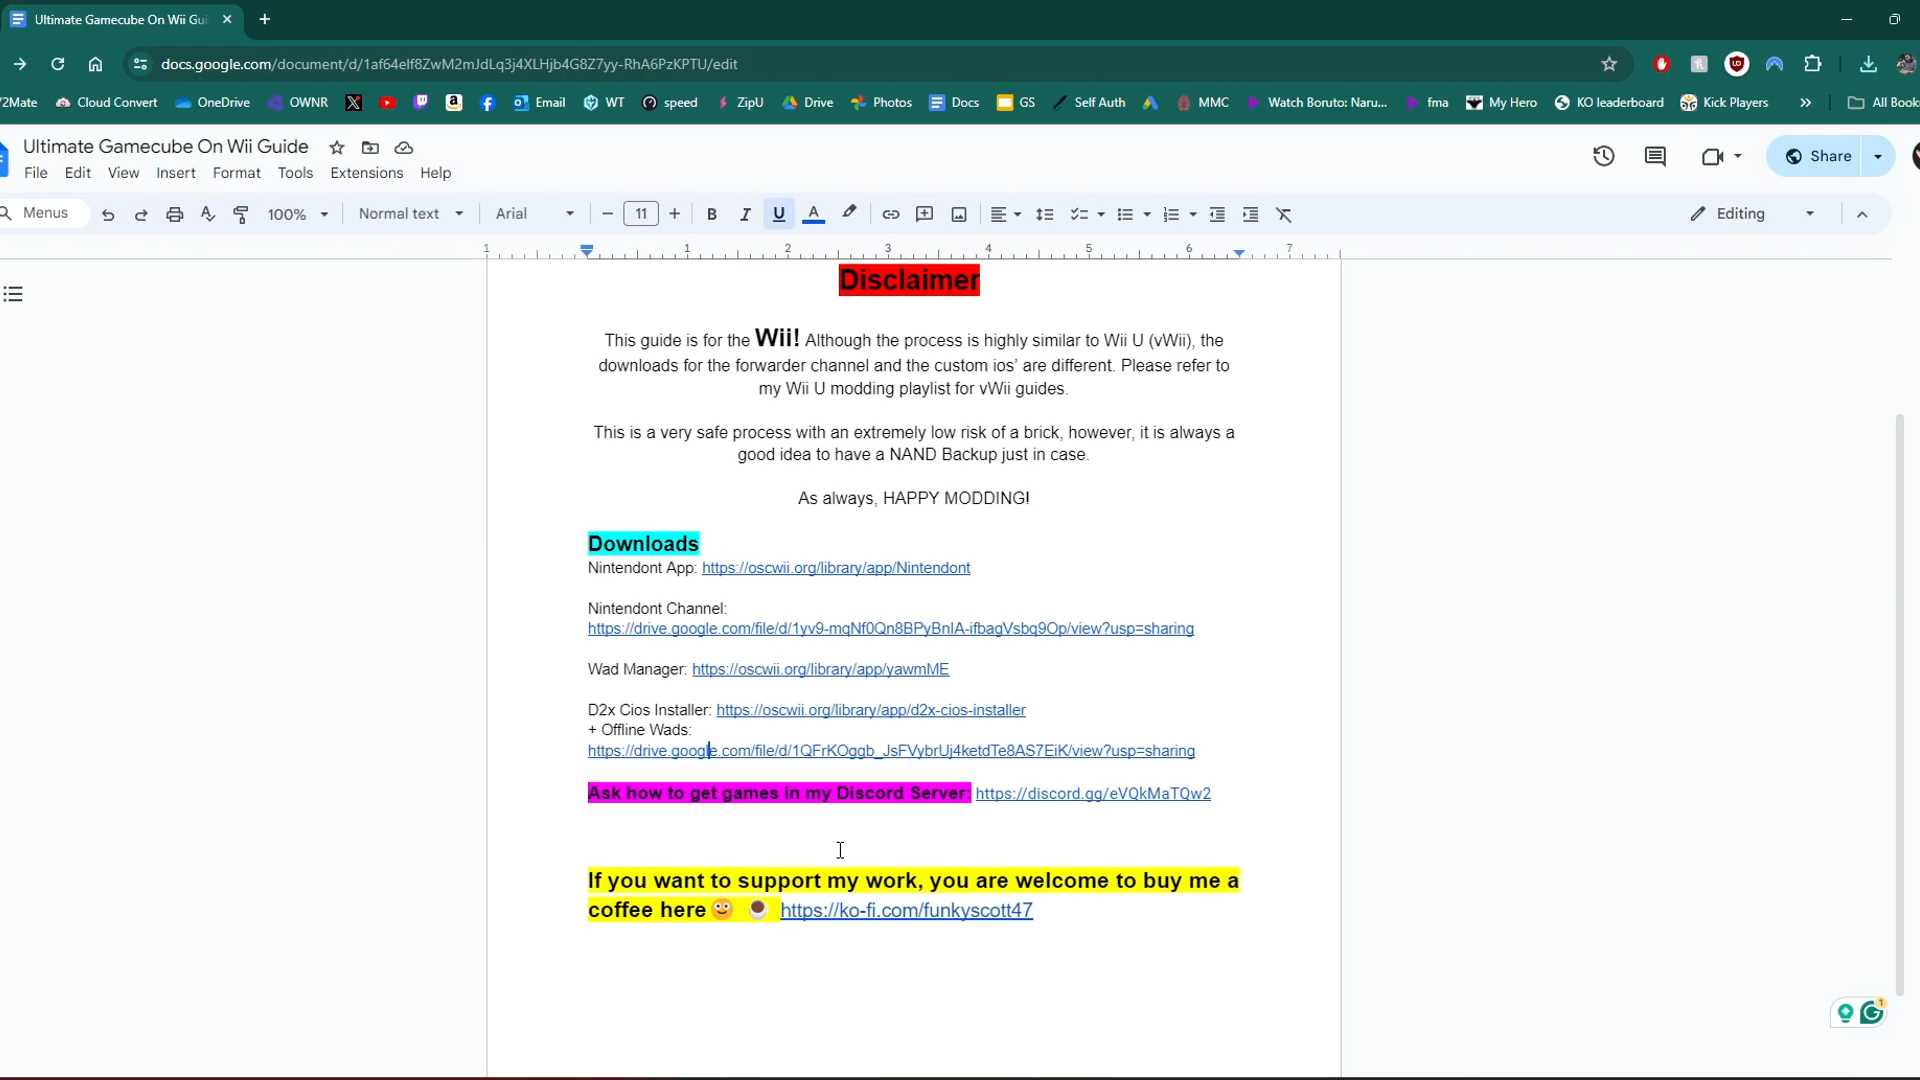 Ultimate Gamecube On Wii Gui
docs.google.com/document/d/1af64elf8ZwM2mJdLq3j4XLHjb4G8Z7yy-RhA6PzKPTU/edit
2Mate Cloud Convert OneDrive OWNR Email WT speed ZipU Drive Photos Docs GS Self Auth MMC Watch Boruto: Naru... fma My Hero KO leaderboard Kick Players » All Book
Ultimate Gamecube On Wii Guide
File Edit View Insert Format Tools Extensions Help
Share
Menus 100% Normal text Arial 11 B I U A Editing
1 1 2 3 4 5 6 7
Disclaimer
This guide is for the Wii! Although the process is highly similar to Wii U (vWii), the
downloads for the forwarder channel and the custom ios’ are different. Please refer to
my Wii U modding playlist for vWii guides.
This is a very safe process with an extremely low risk of a brick, however, it is always a
good idea to have a NAND Backup just in case.
As always, HAPPY MODDING!
Downloads
Nintendont App: https://oscwii.org/library/app/Nintendont
Nintendont Channel:
https://drive.google.com/file/d/1yv9-mqNf0Qn8BPyBnIA-ifbagVsbq9Op/view?usp=sharing
Wad Manager: https://oscwii.org/library/app/yawmME
D2x Cios Installer: https://oscwii.org/library/app/d2x-cios-installer
+ Offline Wads:
https://drive.google.com/file/d/1QFrKOggb_JsFVybrUj4ketdTe8AS7EiK/view?usp=sharing
Ask how to get games in my Discord Server: https://discord.gg/eVQkMaTQw2
If you want to support my work, you are welcome to buy me a
coffee here https://ko-fi.com/funkyscott47
1